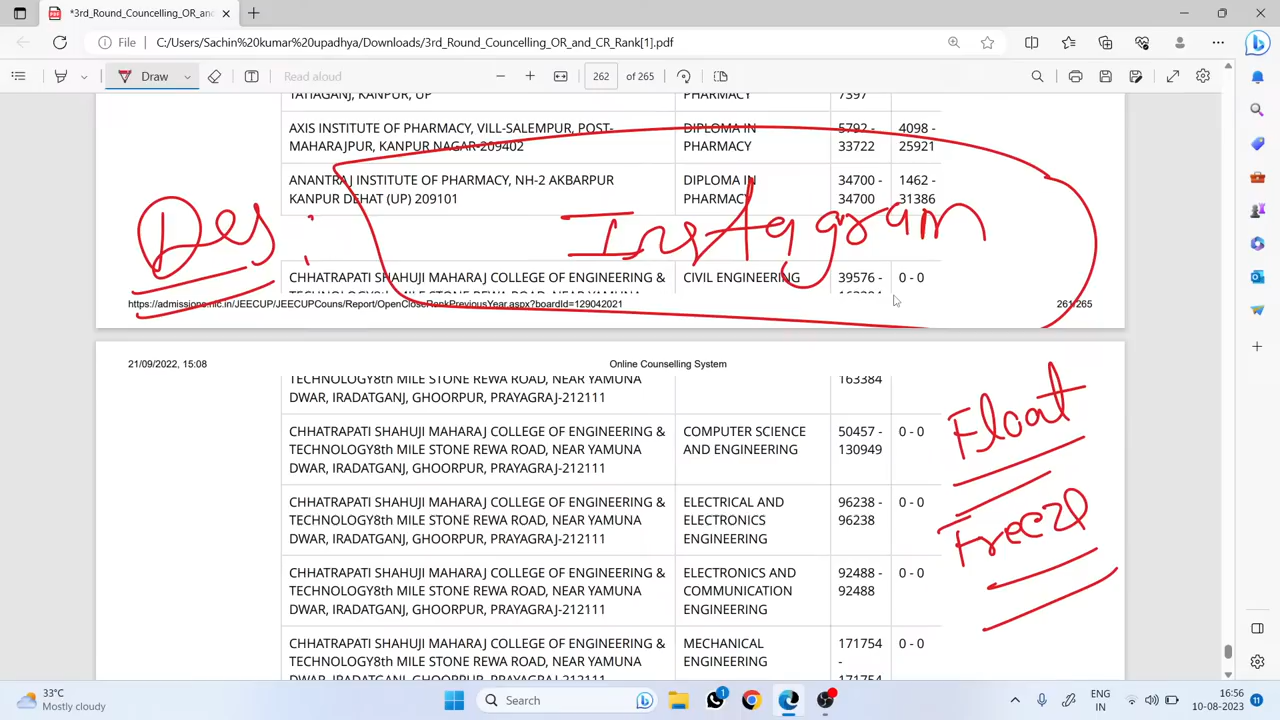 *3rd_Round_Councelling_OR_an
File C:/Users/Sachin%20kumar%20upadhya/Downloads/3rd_Round_Councelling_OR_and_CR_Rank[1].pdf
Draw Read aloud 262 of 265
TATIAGANJ, KANPUR, UP PHARMACY 7397
AXIS INSTITUTE OF PHARMACY, VILL-SALEMPUR, POST- DIPLOMA IN 5792 - 4098 -
MAHARAJPUR, KANPUR NAGAR-209402 PHARMACY 33722 25921
ANANTRAJ INSTITUTE OF PHARMACY, NH-2 AKBARPUR DIPLOMA IN 34700 - 1462 -
KANPUR DEHAT (UP) 209101 PHARMACY 34700 31386
Des : Instagram
CHHATRAPATI SHAHUJI MAHARAJ COLLEGE OF ENGINEERING & CIVIL ENGINEERING 39576 - 0 - 0
https://admissions.nic.in/JEECUP/JEECUPCouns/Report/OpenCloseRankPreviousYear.aspx?boardId=129042021 261/265
21/09/2022, 15:08 Online Counselling System
TECHNOLOGY8th MILE STONE REWA ROAD, NEAR YAMUNA 163384
DWAR, IRADATGANJ, GHOORPUR, PRAYAGRAJ-212111
Float
CHHATRAPATI SHAHUJI MAHARAJ COLLEGE OF ENGINEERING & COMPUTER SCIENCE 50457 - 0 - 0
TECHNOLOGY8th MILE STONE REWA ROAD, NEAR YAMUNA AND ENGINEERING 130949
DWAR, IRADATGANJ, GHOORPUR, PRAYAGRAJ-212111
CHHATRAPATI SHAHUJI MAHARAJ COLLEGE OF ENGINEERING & ELECTRICAL AND 96238 - 0 - 0
TECHNOLOGY8th MILE STONE REWA ROAD, NEAR YAMUNA ELECTRONICS 96238
DWAR, IRADATGANJ, GHOORPUR, PRAYAGRAJ-212111 ENGINEERING
Freeze
CHHATRAPATI SHAHUJI MAHARAJ COLLEGE OF ENGINEERING & ELECTRONICS AND 92488 - 0 - 0
TECHNOLOGY8th MILE STONE REWA ROAD, NEAR YAMUNA COMMUNICATION 92488
DWAR, IRADATGANJ, GHOORPUR, PRAYAGRAJ-212111 ENGINEERING
CHHATRAPATI SHAHUJI MAHARAJ COLLEGE OF ENGINEERING & MECHANICAL 171754 0 - 0
TECHNOLOGY8th MILE STONE REWA ROAD, NEAR YAMUNA ENGINEERING -
DWAR, IRADATGANJ, GHOORPUR, PRAYAGRAJ-212111 171754
33°C ENG 16:56
Mostly cloudy Search 1 IN 10-08-2023 11